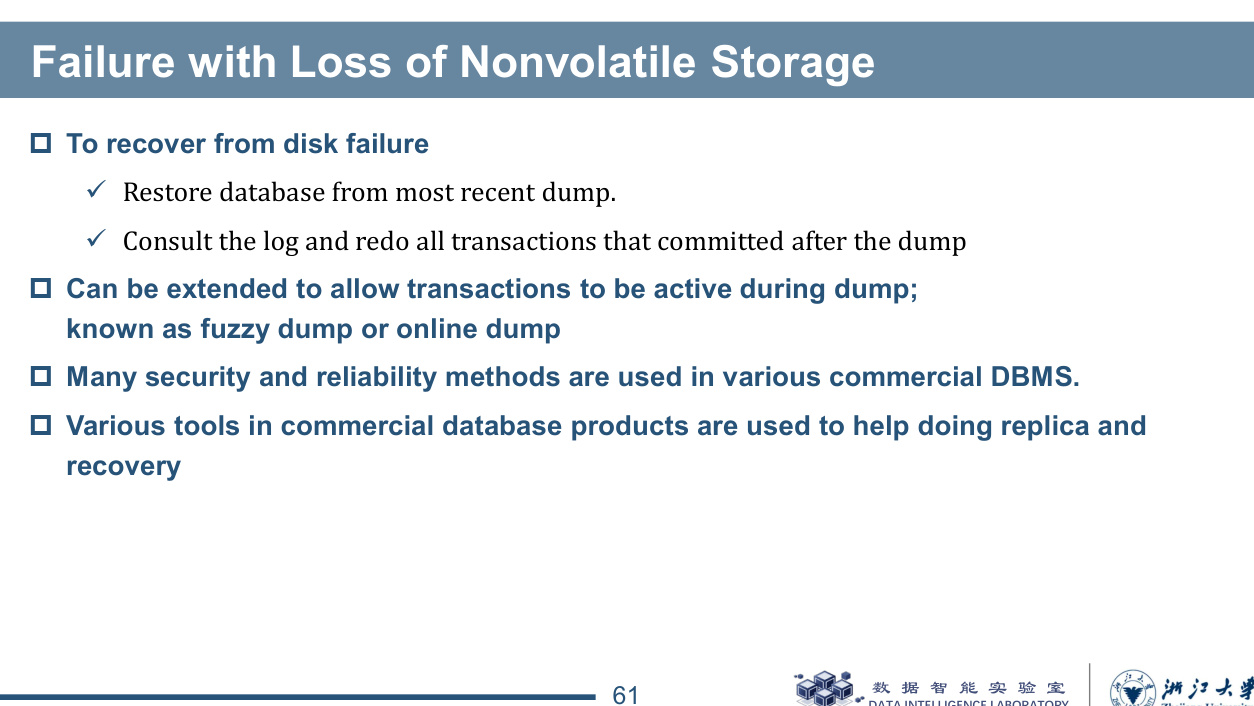 Failure with Loss of Nonvolatile Storage
To recover from disk failure
Restore database from most recent dump.
Consult the log and redo all transactions that committed after the dump
Can be extended to allow transactions to be active during dump;
known as fuzzy dump or online dump
Many security and reliability methods are used in various commercial DBMS.
Various tools in commercial database products are used to help doing replica and
recovery
61
数据智能实验室
DATA INTELLIGENCE LABORATORY
浙江大学